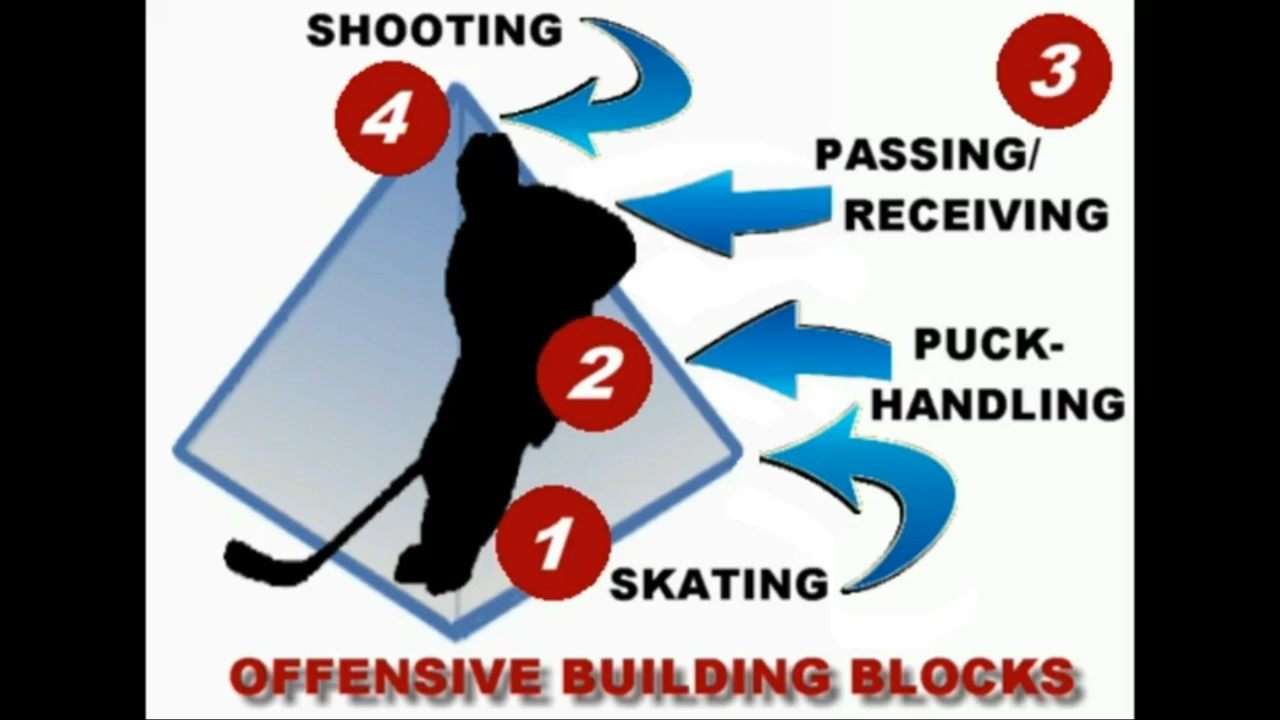 SHOOTING
4
3
PASSING/
RECEIVING
2
PUCK-
HANDLING
1
SKATING
OFFENSIVE BUILDING BLOCKS